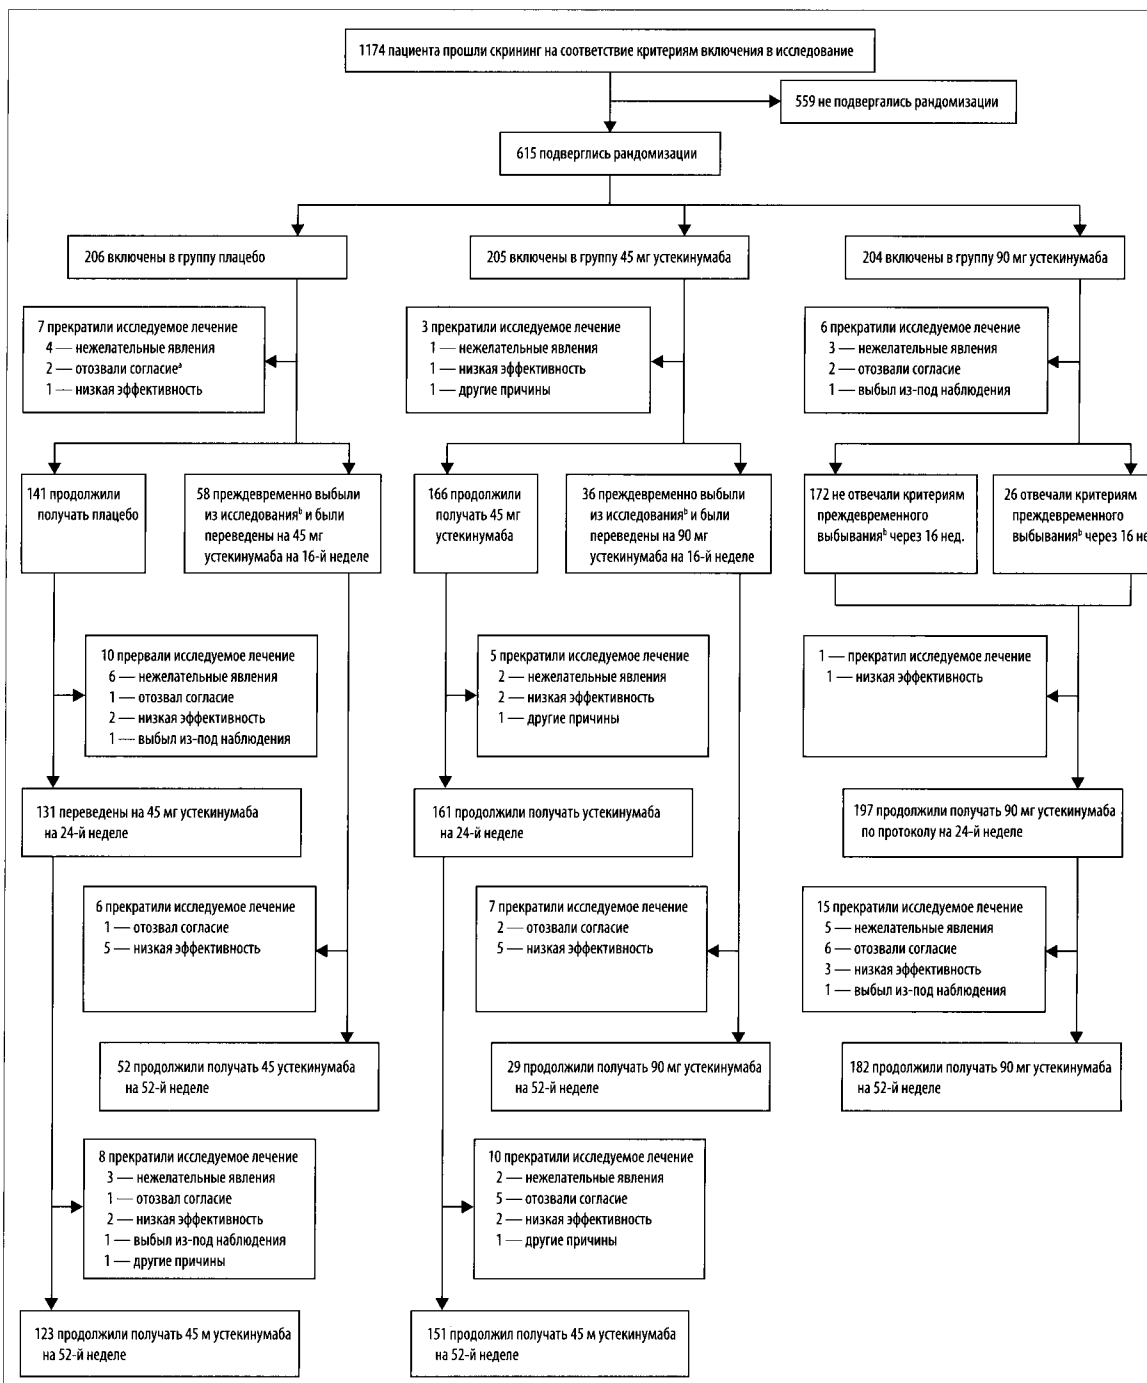 1174 пациента прошли скрининг на соответствие критериям включения в исследование
559 не подвергались рандомизации
615 подверглись рандомизации
206 включены в группу плацебо
205 включены в группу 45 мг устекинумаба
204 включены в группу 90 мг устекинумаба
7 прекратили исследуемое лечение
4 — нежелательные явления
2 — отозвали согласиеᵃ
1 — низкая эффективность
3 прекратили исследуемое лечение
1 — нежелательные явления
1 — низкая эффективность
1 — другие причины
6 прекратили исследуемое лечение
3 — нежелательные явления
2 — отозвали согласие
1 — выбыл из-под наблюдения
141 продолжили
получать плацебо
58 преждевременно выбыли
из исследованияᵇ и были
переведены на 45 мг
устекинумаба на 16-й неделе
166 продолжили
получать 45 мг
устекинумаба
36 преждевременно выбыли
из исследованияᵇ и были
переведены на 90 мг
устекинумаба на 16-й неделе
172 не отвечали критериям
преждевременного
выбыванияᵇ через 16 нед.
26 отвечали критериям
преждевременного
выбыванияᵇ через 16 не
10 прервали исследуемое лечение
6 — нежелательные явления
1 — отозвал согласие
2 — низкая эффективность
1 — выбыл из-под наблюдения
5 прекратили исследуемое лечение
2 — нежелательные явления
2 — низкая эффективность
1 — другие причины
1 — прекратил исследуемое лечение
1 — низкая эффективность
131 переведены на 45 мг устекинумаба
на 24-й неделе
161 продолжили получать устекинумаба
на 24-й неделе
197 продолжили получать 90 мг устекинумаба
по протоколу на 24-й неделе
6 прекратили исследуемое лечение
1 — отозвал согласие
5 — низкая эффективность
7 прекратили исследуемое лечение
2 — отозвали согласие
5 — низкая эффективность
15 прекратили исследуемое лечение
5 — нежелательные явления
6 — отозвали согласие
3 — низкая эффективность
1 — выбыл из-под наблюдения
52 продолжили получать 45 устекинумаба
на 52-й неделе
29 продолжили получать 90 мг устекинумаба
на 52-й неделе
182 продолжили получать 90 мг устекинумаба
на 52-й неделе
8 прекратили исследуемое лечение
3 — нежелательные явления
1 — отозвал согласие
2 — низкая эффективность
1 — выбыл из-под наблюдения
1 — другие причины
10 прекратили исследуемое лечение
2 — нежелательные явления
5 — отозвали согласие
2 — низкая эффективность
1 — другие причины
123 продолжили получать 45 м устекинумаба
на 52-й неделе
151 продолжил получать 45 м устекинумаба
на 52-й неделе